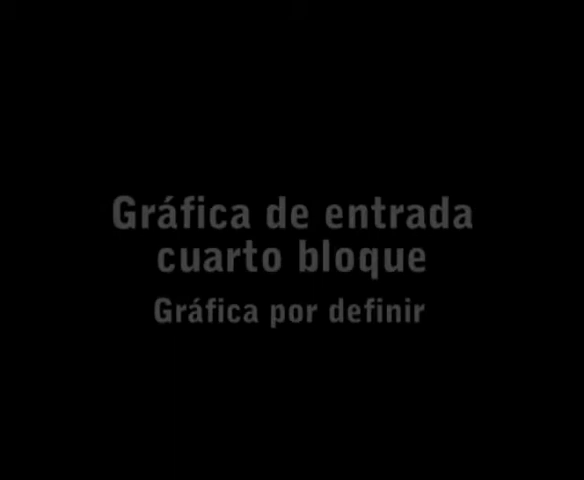 Gráfica de entrada
cuarto bloque
Gráfica por definir